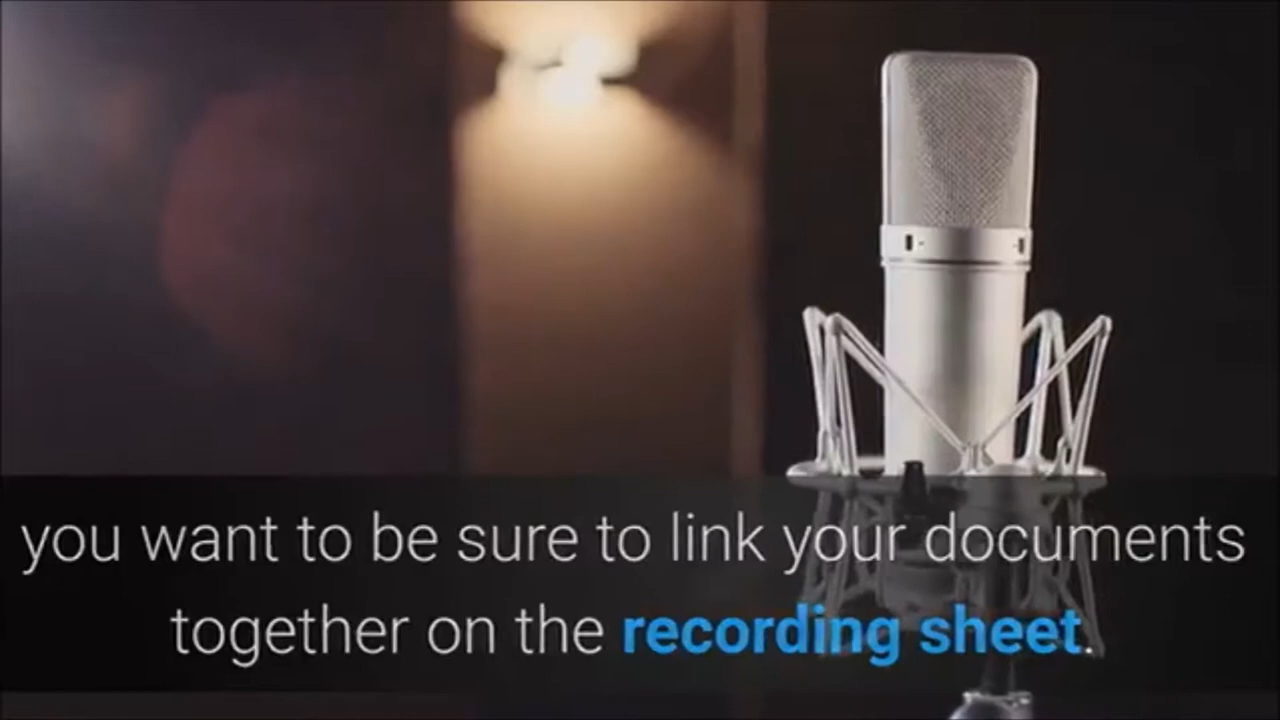 you want to be sure to link your documents
together on the recording sheet.